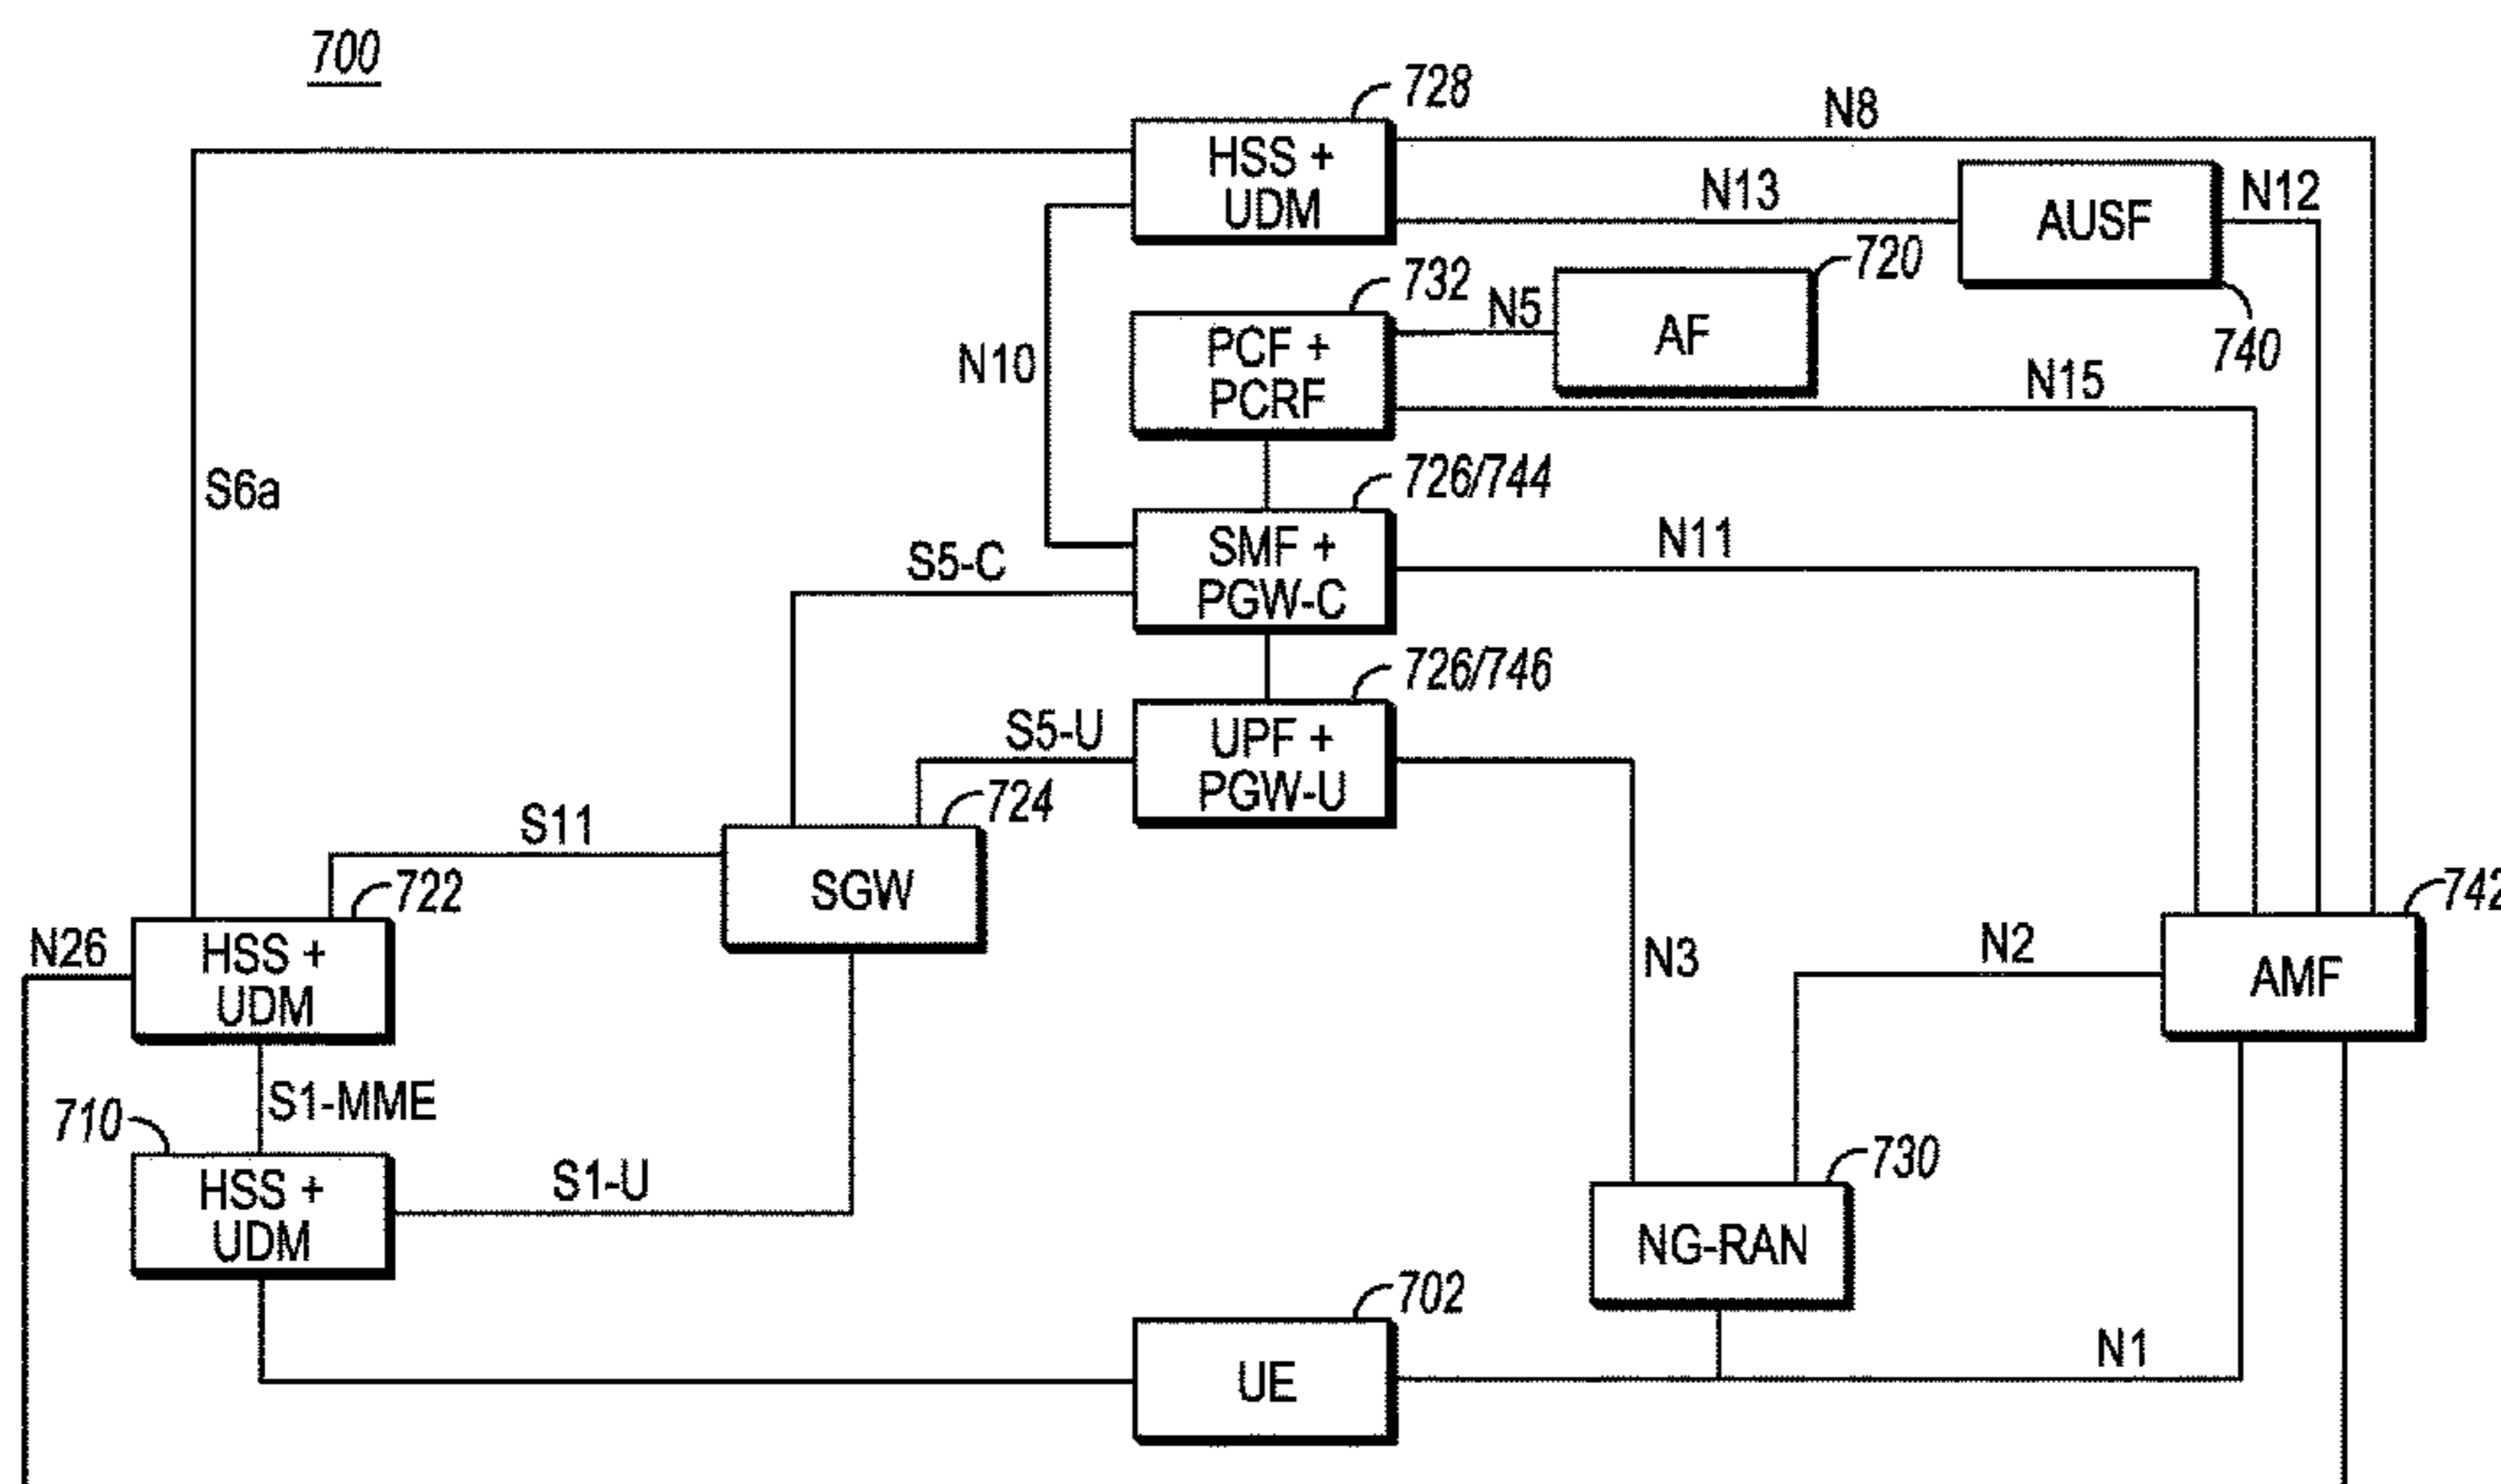 700
728
HSS +
UDM
N8
N13
AUSF
N12
740
732
PCF +
PCRF
N5
AF
720
N15
N10
S6a
726/744
SMF +
PGW-C
N11
S5-C
726/746
UPF +
PGW-U
S5-U
724
SGW
S11
722
HSS +
UDM
N26
N3
N2
742
AMF
S1-MME
710
HSS +
UDM
S1-U
730
NG-RAN
702
UE
N1